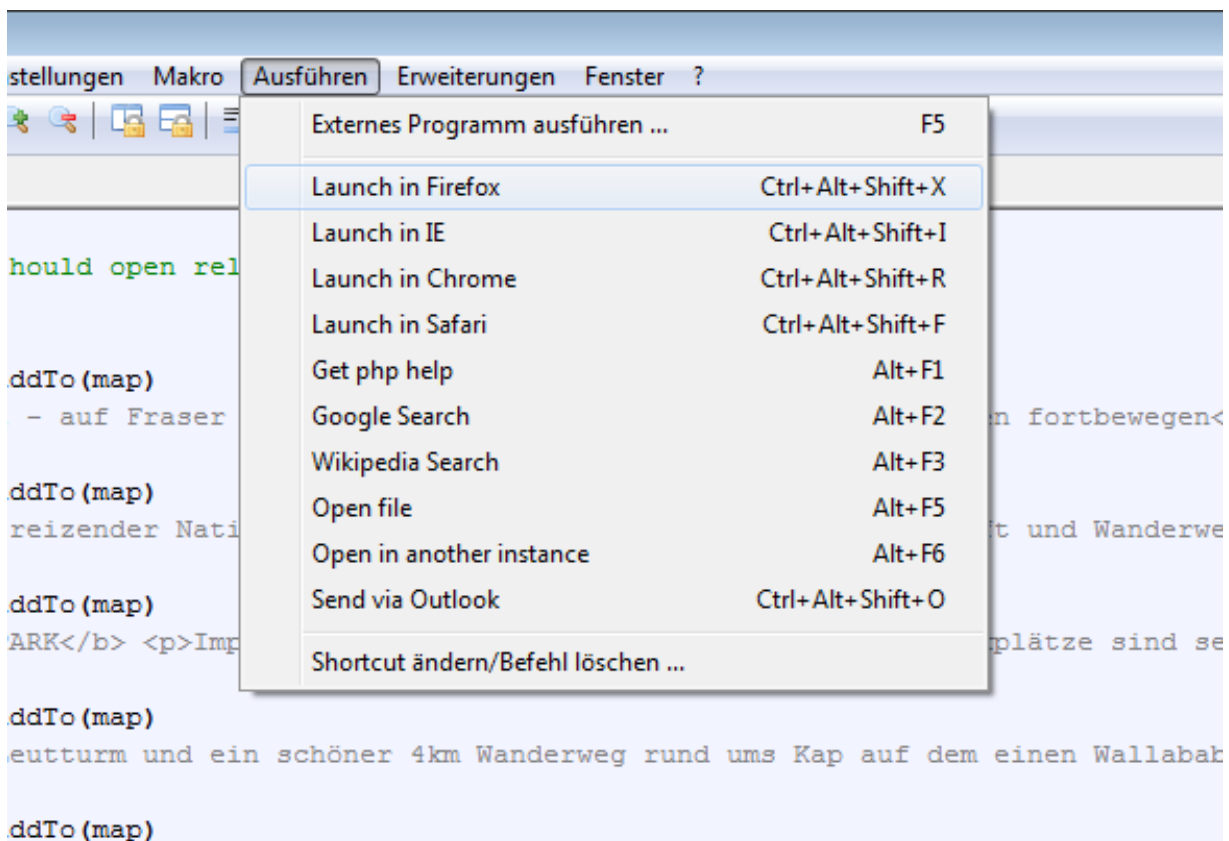 stellungen Makro Ausführen Erweiterungen Fenster ?
Externes Programm ausführen ... F5
Launch in Firefox Ctrl+Alt+Shift+X
Launch in IE Ctrl+Alt+Shift+I
hould open rel
Launch in Chrome Ctrl+Alt+Shift+R
Launch in Safari Ctrl+Alt+Shift+F
ddTo(map)
Get php help Alt+F1
- auf Fraser
Google Search Alt+F2
n fortbewegen<
Wikipedia Search Alt+F3
ddTo(map)
Open file Alt+F5
reizender Nati
t und Wanderwe
Open in another instance Alt+F6
ddTo(map)
Send via Outlook Ctrl+Alt+Shift+O
PARK</b> <p>Imp
plätze sind se
Shortcut ändern/Befehl löschen ...
ddTo(map)
eutturm und ein schöner 4km Wanderweg rund ums Kap auf dem einen Wallabab
ddTo(map)